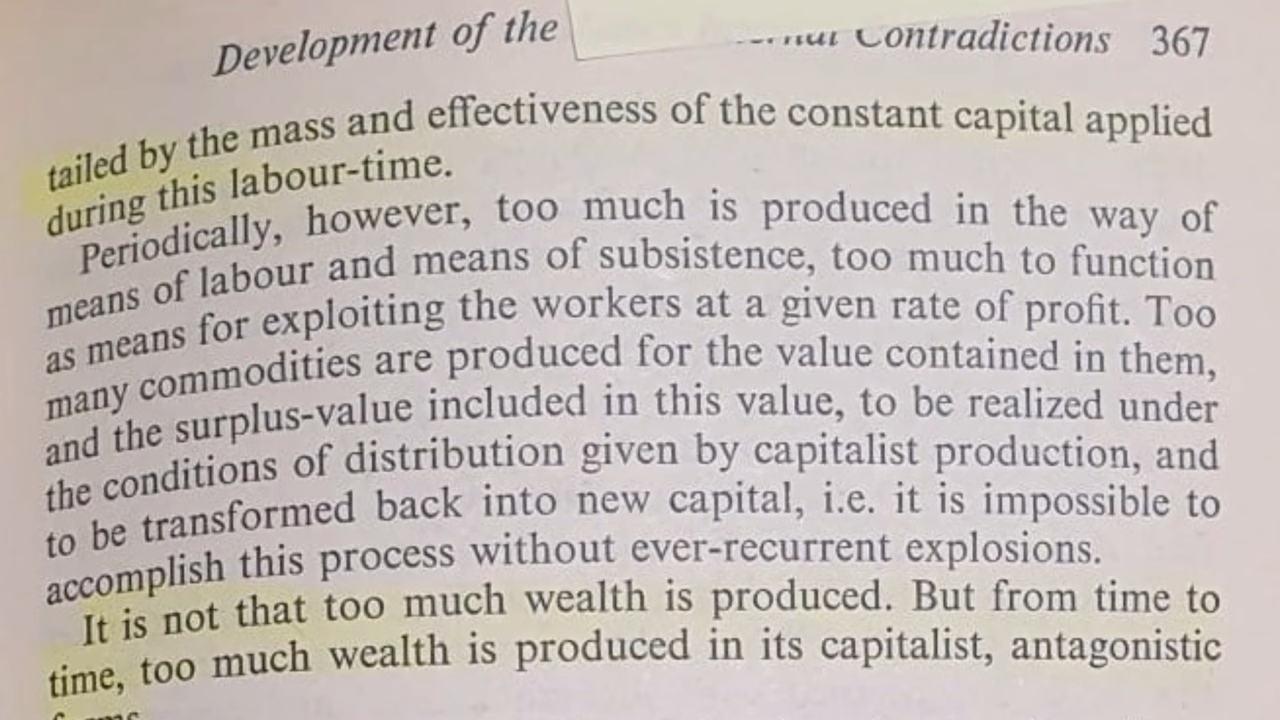 Development of the Contradictions 367
tailed by the mass and effectiveness of the constant capital applied
during this labour-time.
Periodically, however, too much is produced in the way of
means of labour and means of subsistence, too much to function
as means for exploiting the workers at a given rate of profit. Too
many commodities are produced for the value contained in them,
and the surplus-value included in this value, to be realized under
the conditions of distribution given by capitalist production, and
to be transformed back into new capital, i.e. it is impossible to
accomplish this process without ever-recurrent explosions.
It is not that too much wealth is produced. But from time to
time, too much wealth is produced in its capitalist, antagonistic